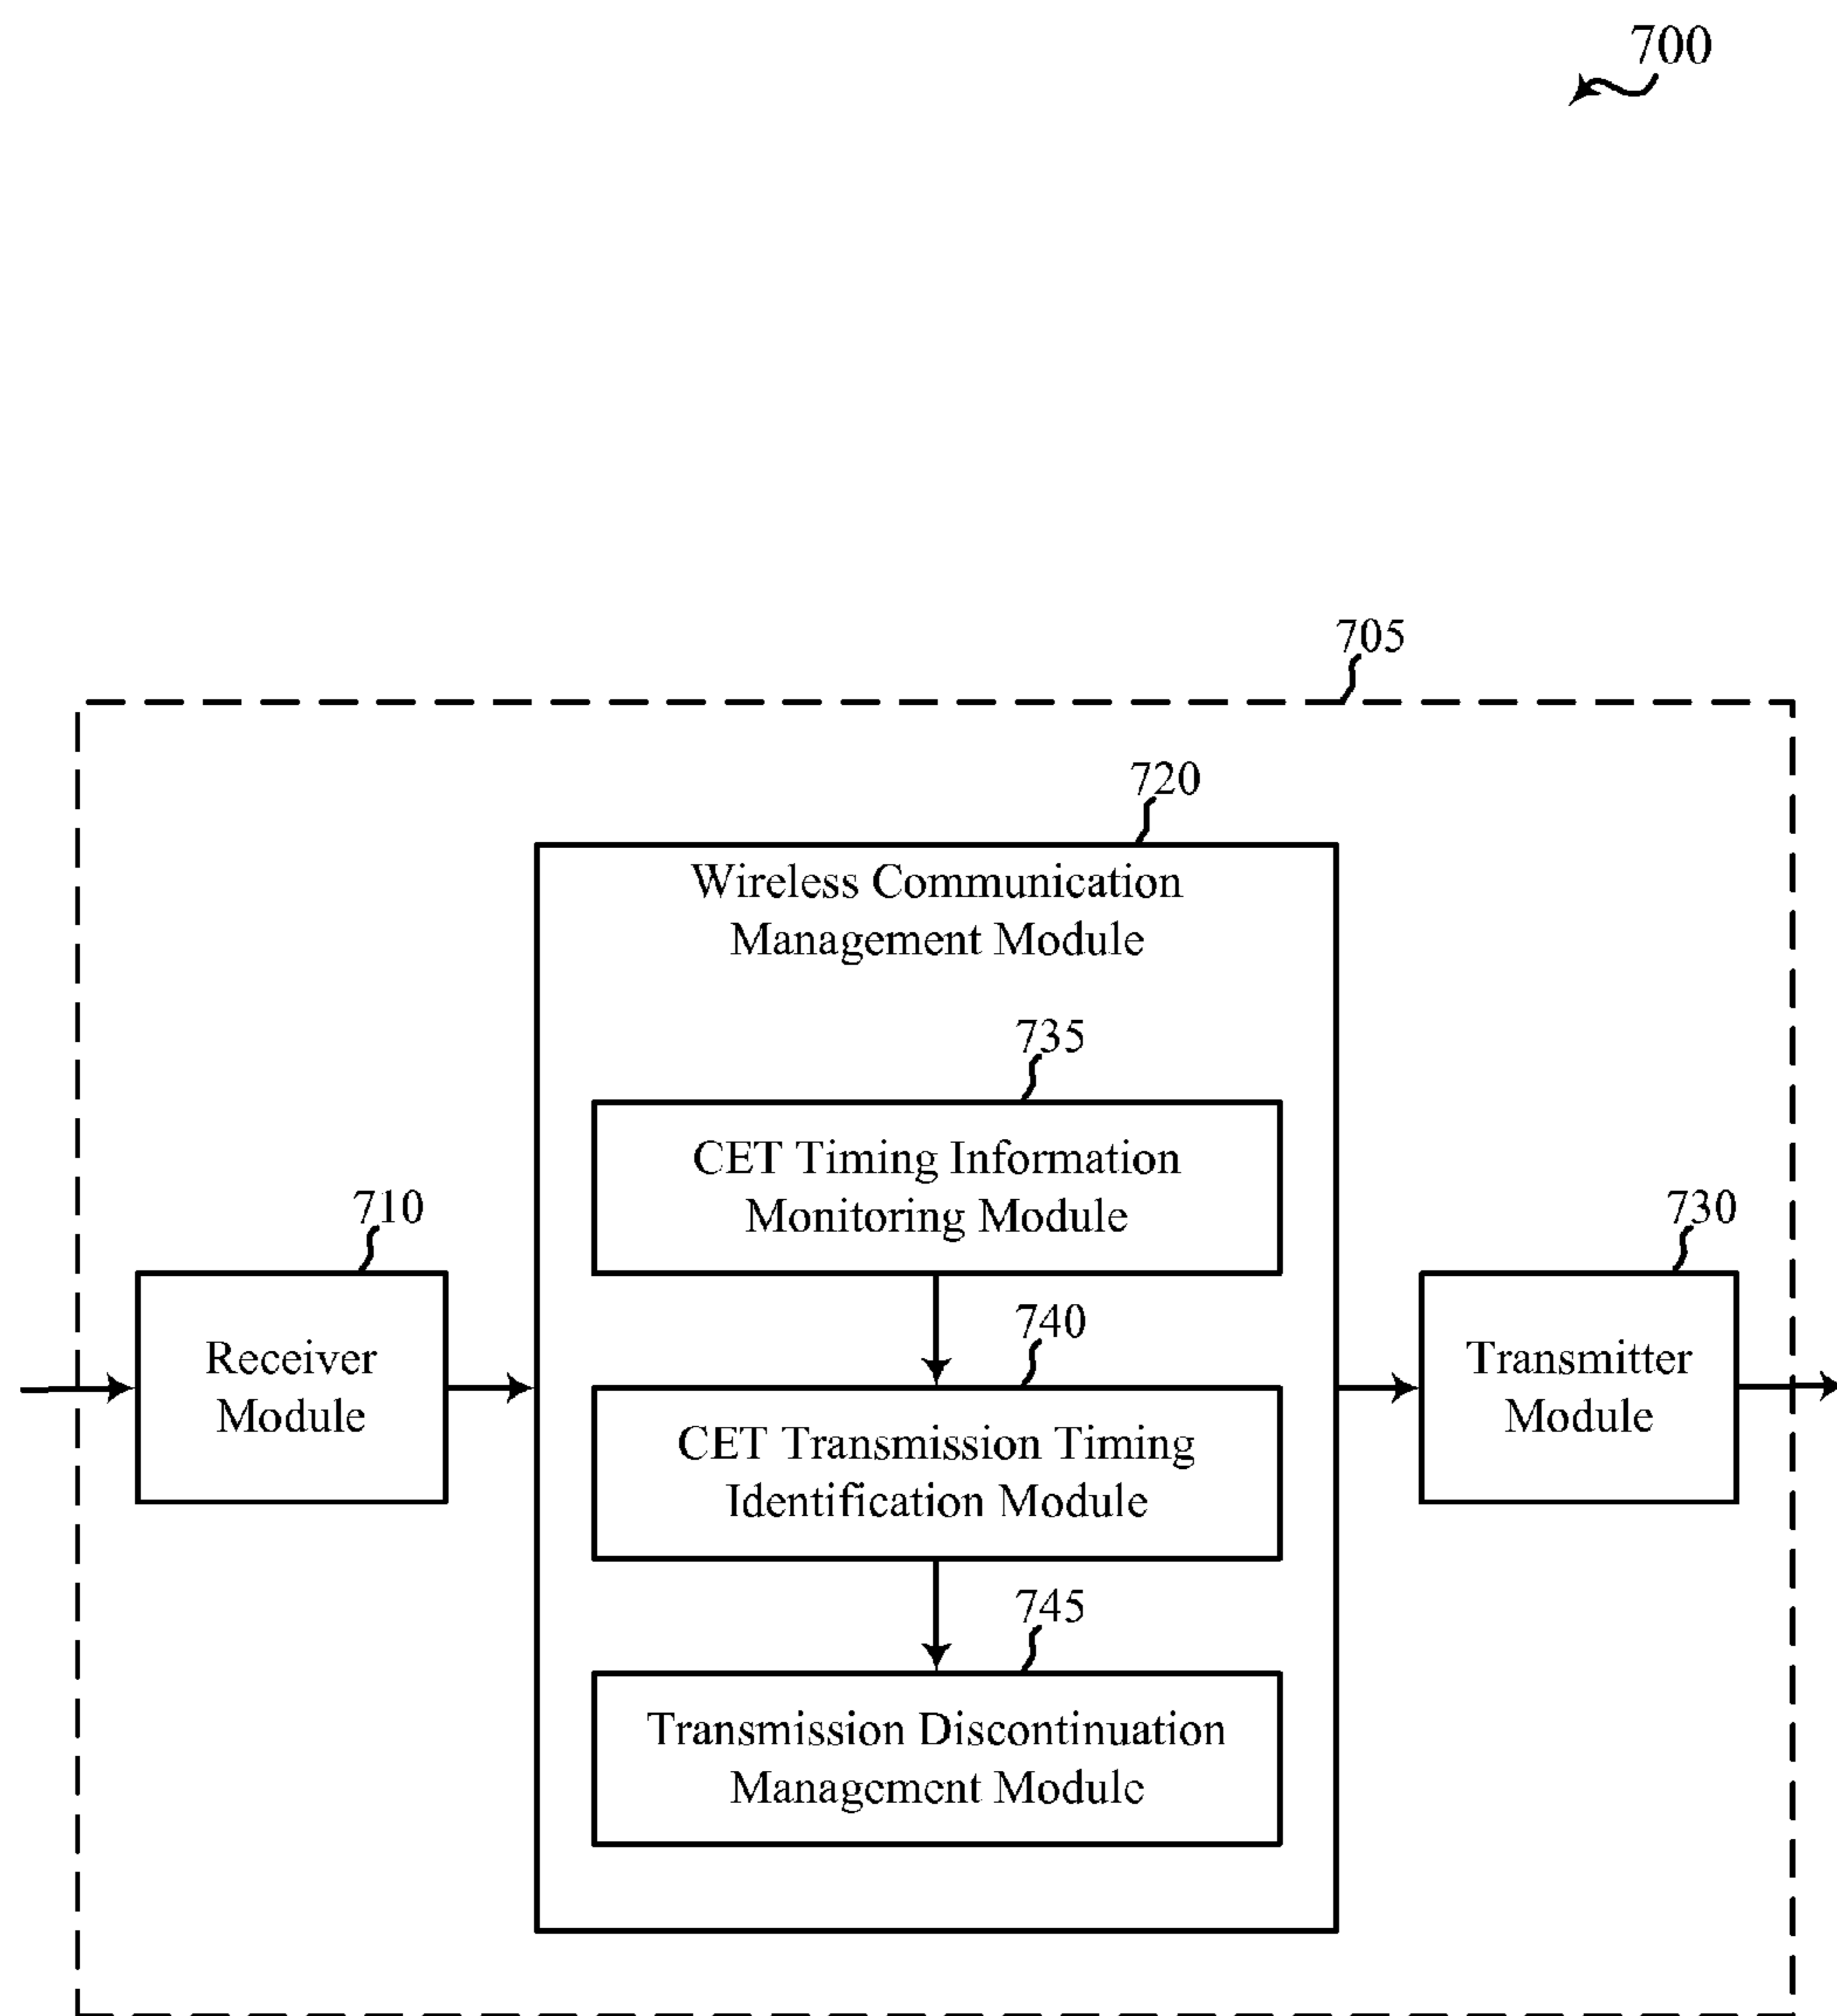 700
705
720
Wireless Communication
Management Module
735
CET Timing Information
Monitoring Module
710
730
Receiver
Module
740
Transmitter
Module
CET Transmission Timing
Identification Module
745
Transmission Discontinuation
Management Module